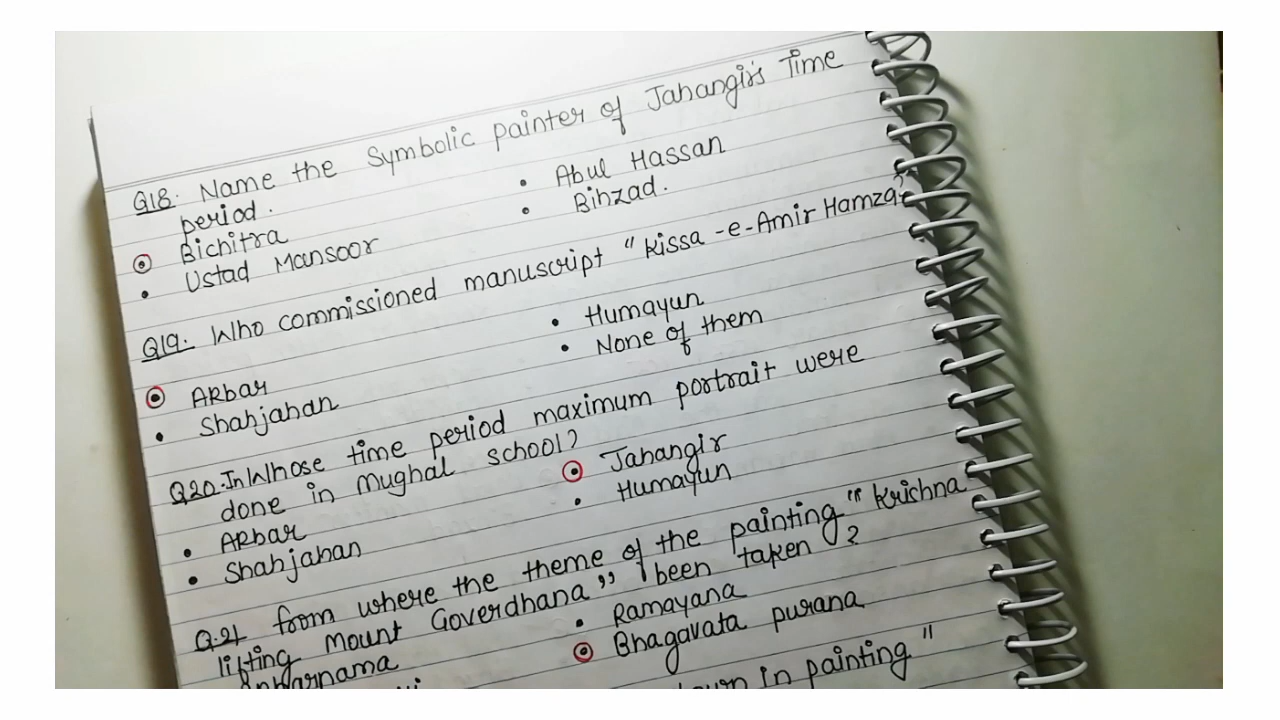 Q18. Name the Symbolic painter of Jahangir's Time
period.
Bichitra
• Abul Hassan
• Ustad Mansoor
• Bihzad.
Q19. Who commissioned manuscript "Kissa-e-Amir Hamza"?
Akbar
• Humayun
• Shahjahan
• None of them
Q20. In Whose time period maximum portrait were
done in Mughal school?
• Akbar
Jahangir
• Shahjahan
• Humayun
Q.21 from where the theme of the painting "Krishna
lifting Mount Goverdhana" been taken?
• Ramayana
Bhagavata purana
in painting"